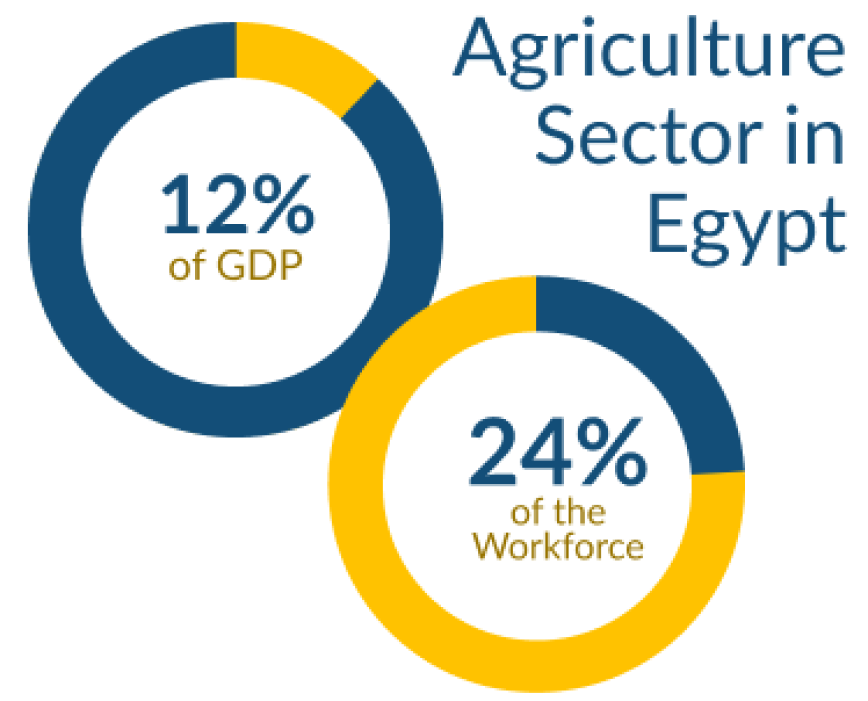 Agriculture
Sector in
Egypt
12%
of GDP
24%
of the
Workforce